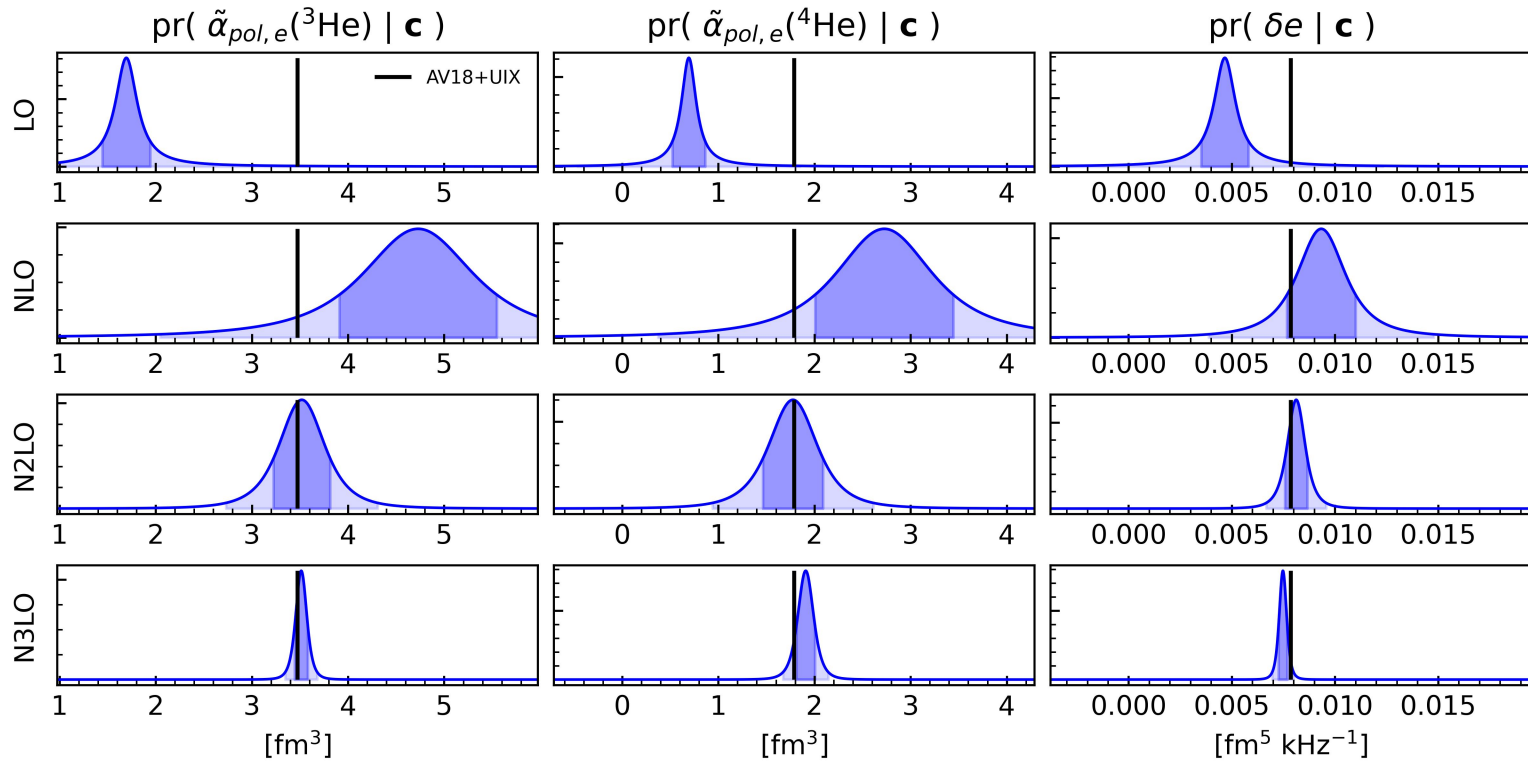 pr( α̃_{pol, e}(³He) | c ) pr( α̃_{pol, e}(⁴He) | c ) pr( δe | c )
LO
AV18+UIX
1 2 3 4 5 0 1 2 3 4 0.000 0.005 0.010 0.015
NLO
1 2 3 4 5 0 1 2 3 4 0.000 0.005 0.010 0.015
N2LO
1 2 3 4 5 0 1 2 3 4 0.000 0.005 0.010 0.015
N3LO
1 2 3 4 5 0 1 2 3 4 0.000 0.005 0.010 0.015
[fm³] [fm³] [fm⁵ kHz⁻¹]